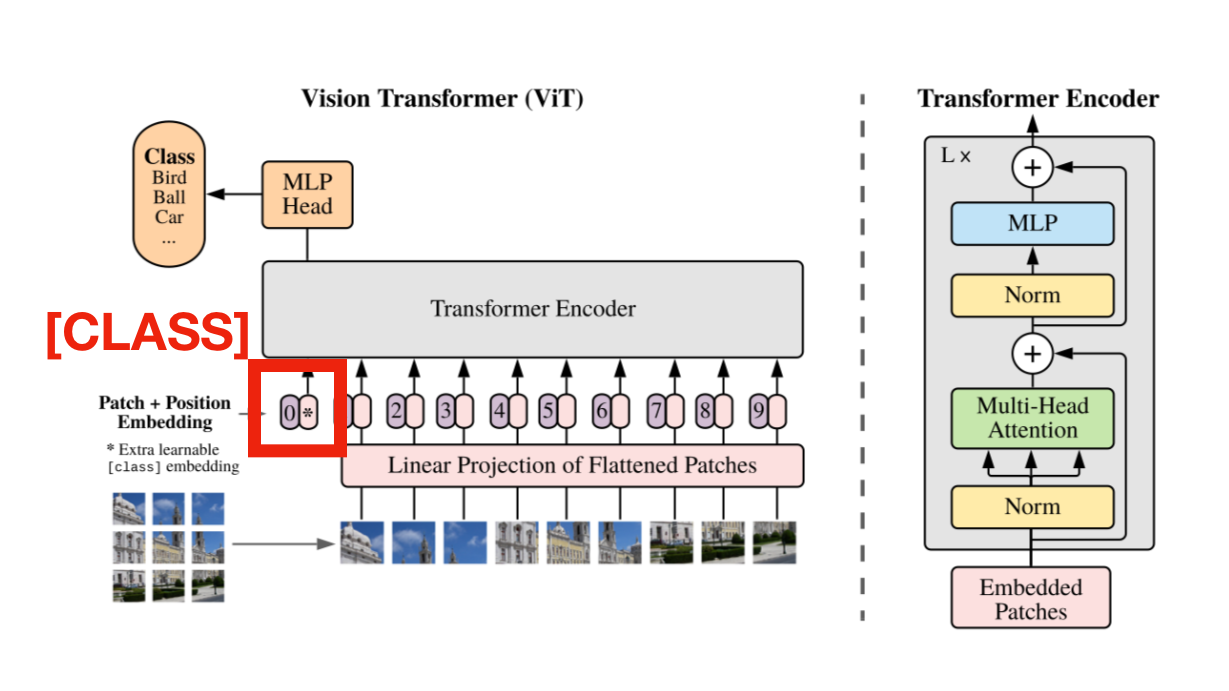 Vision Transformer (ViT)
Class
Bird
Ball
Car
...
MLP
Head
Transformer Encoder
[CLASS]
Patch + Position
Embedding
0 * 2 3 4 5 6 7 8 9
* Extra learnable
[class] embedding
Linear Projection of Flattened Patches
Transformer Encoder
L ×
+
MLP
Norm
+
Multi-Head
Attention
Norm
Embedded
Patches